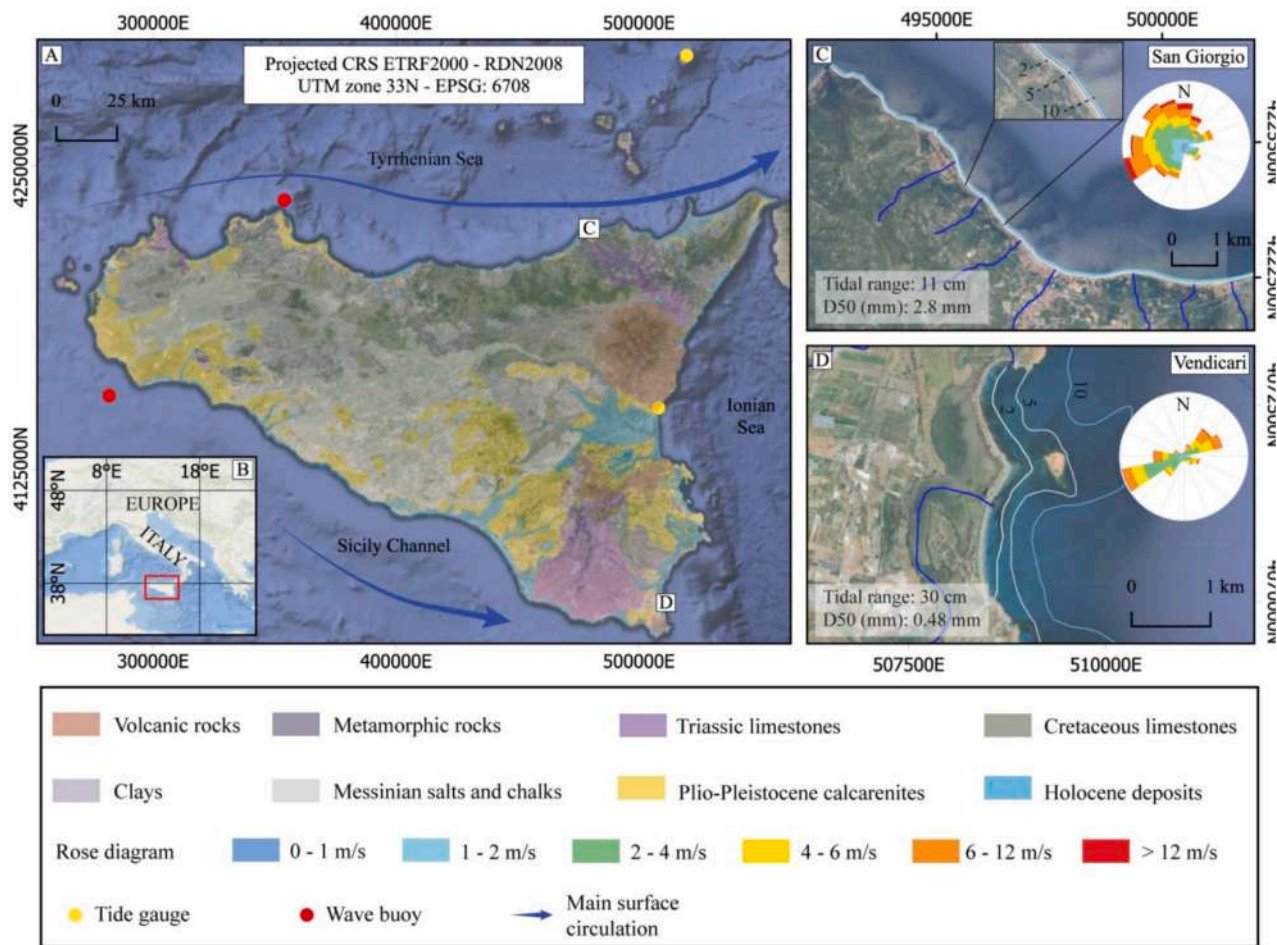 300000E 400000E 500000E
495000E 500000E
A
Projected CRS ETRF2000 - RDN2008
UTM zone 33N - EPSG: 6708
0 25 km
Tyrrhenian Sea
4250000N
4125000N
C
Ionian
Sea
Sicily Channel
D
B
8°E 18°E
48°N
38°N
EUROPE
ITALY
300000E 400000E 500000E
C
San Giorgio
2
5
10
N
0 1 km
Tidal range: 11 cm
D50 (mm): 2.8 mm
4225500N
4222500N
D
Vendicari
2
5
10
N
0 1 km
Tidal range: 30 cm
D50 (mm): 0.48 mm
4072500N
4070000N
507500E 510000E
Volcanic rocks Metamorphic rocks Triassic limestones Cretaceous limestones
Clays Messinian salts and chalks Plio-Pleistocene calcarenites Holocene deposits
Rose diagram 0 - 1 m/s 1 - 2 m/s 2 - 4 m/s 4 - 6 m/s 6 - 12 m/s > 12 m/s
Tide gauge Wave buoy Main surface
circulation